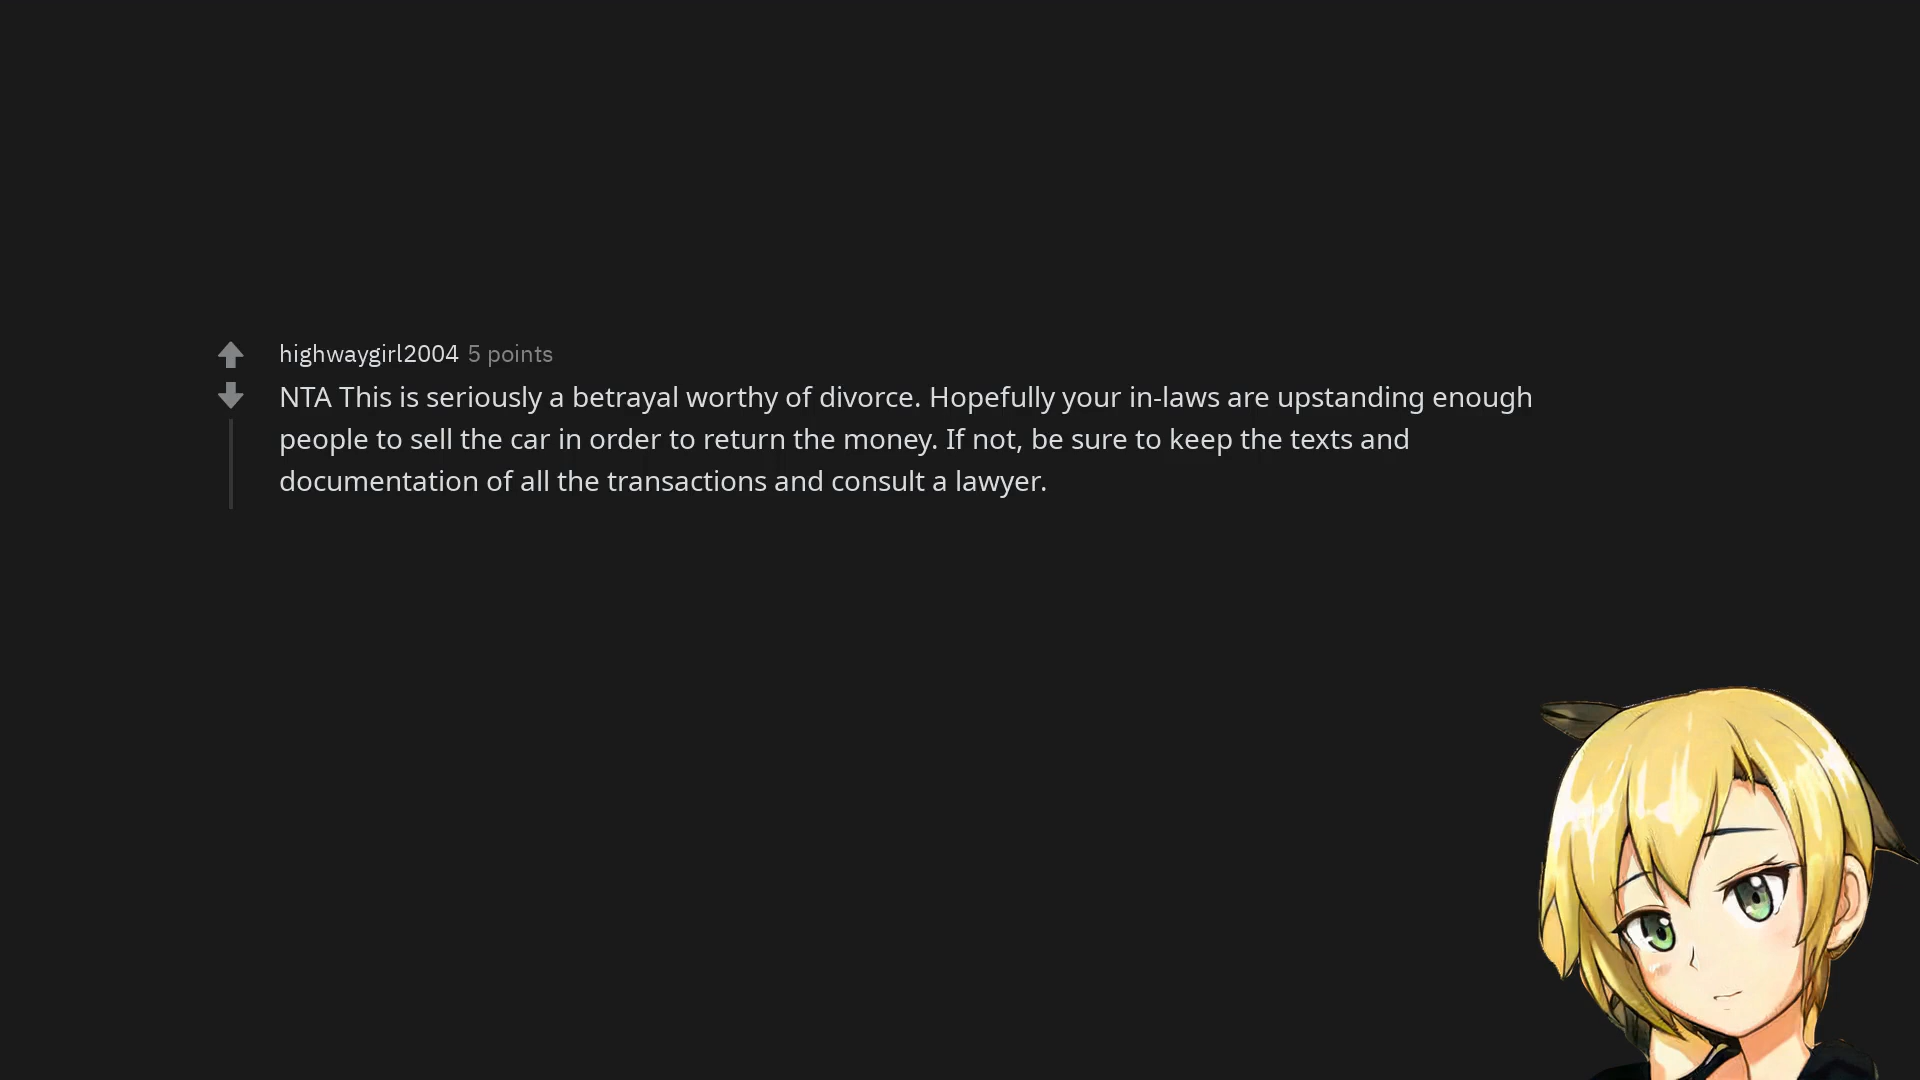 highwaygirl2004 5 points
NTA This is seriously a betrayal worthy of divorce. Hopefully your in-laws are upstanding enough
people to sell the car in order to return the money. If not, be sure to keep the texts and
documentation of all the transactions and consult a lawyer.